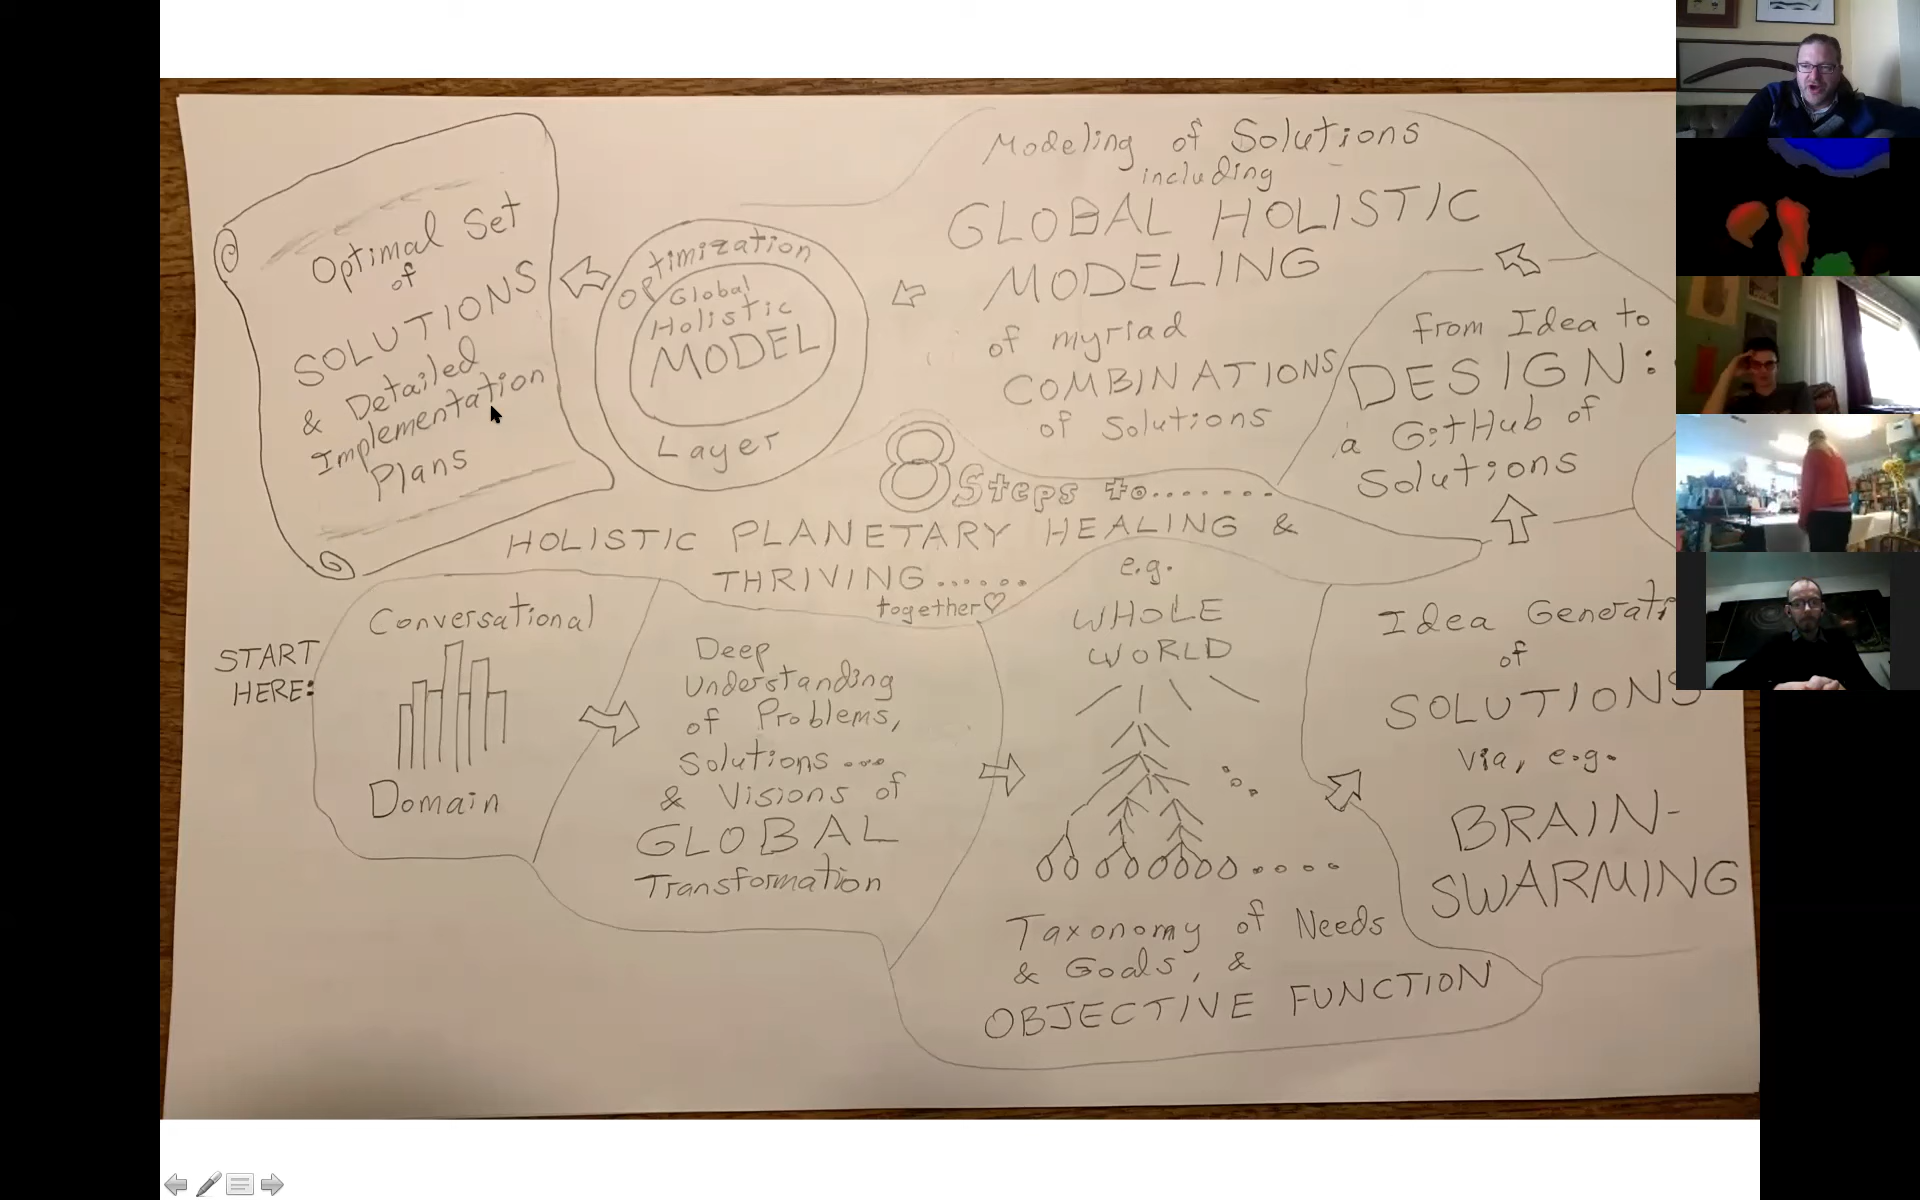 8 Steps to.......
HOLISTIC PLANETARY HEALING &
THRIVING......
together♡
START
HERE:
Conversational
Domain
Deep
Understanding
of Problems,
Solutions...
& Visions of
GLOBAL
Transformation
e.g.
WHOLE
WORLD
Taxonomy of Needs
& Goals, &
OBJECTIVE FUNCTION
Idea Generati
of
SOLUTIONS
via, e.g.
BRAIN-
SWARMING
from Idea to
DESIGN:
a GitHub of
Solutions
Modeling of Solutions
including
GLOBAL HOLISTIC
MODELING
of myriad
COMBINATIONS
of Solutions
Optimization
Global
Holistic
MODEL
Layer
Optimal Set
of
SOLUTIONS
& Detailed
Implementation
Plans